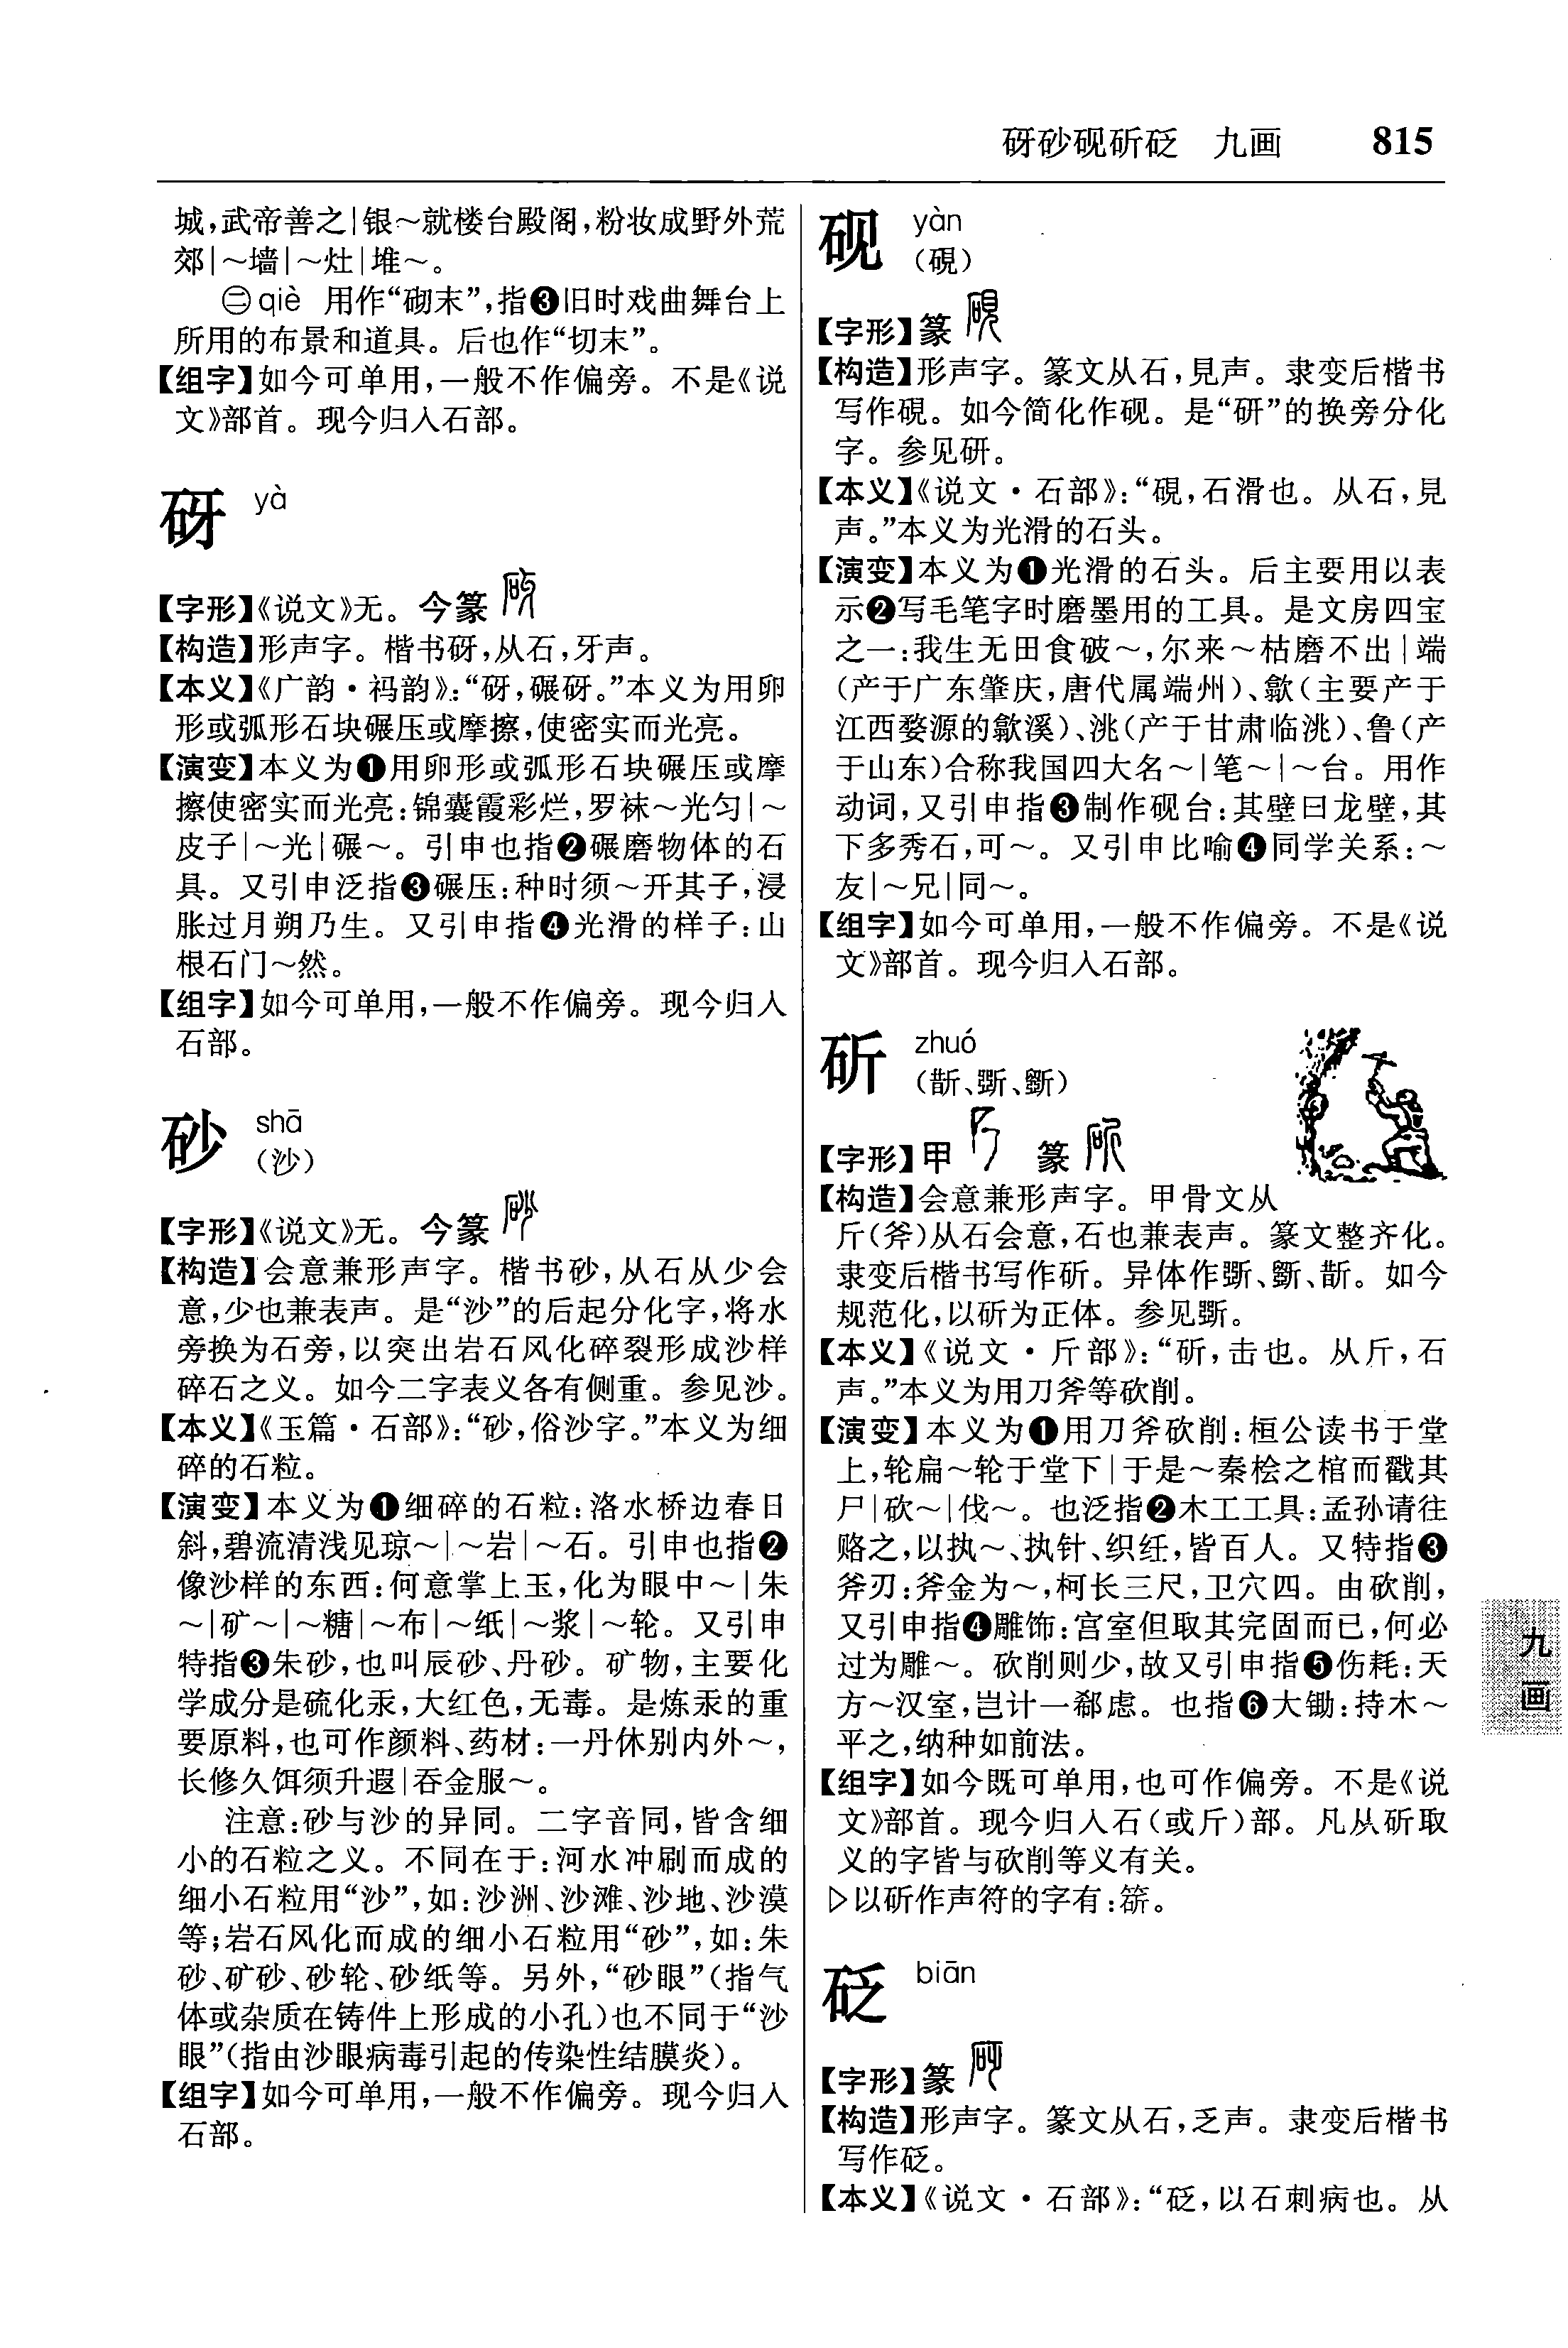 砑砂砚斫砭　九画　815
城，武帝善之|银～就楼台殿阁，粉妆成野外荒
郊|～墙|～灶|堆～。
㊁qiè 用作“砌末”，指❸旧时戏曲舞台上
所用的布景和道具。后也作“切末”。
【组字】如今可单用，一般不作偏旁。不是《说
文》部首。现今归入石部。
砑 yà
【字形】《说文》无。今篆
【构造】形声字。楷书砑，从石，牙声。
【本义】《广韵·祃韵》：“砑，碾砑。”本义为用卵
形或弧形石块碾压或摩擦，使密实而光亮。
【演变】本义为❶用卵形或弧形石块碾压或摩
擦使密实而光亮：锦囊霞彩烂，罗袜～光匀|～
皮子|～光|碾～。引申也指❷碾磨物体的石
具。又引申泛指❸碾压：种时须～开其子，浸
胀过月朔乃生。又引申指❹光滑的样子：山
根石门～然。
【组字】如今可单用，一般不作偏旁。现今归入
石部。
砂 shā
（沙）
【字形】《说文》无。今篆
【构造】会意兼形声字。楷书砂，从石从少会
意，少也兼表声。是“沙”的后起分化字，将水
旁换为石旁，以突出岩石风化碎裂形成沙样
碎石之义。如今二字表义各有侧重。参见沙。
【本义】《玉篇·石部》：“砂，俗沙字。”本义为细
碎的石粒。
【演变】本义为❶细碎的石粒：洛水桥边春日
斜，碧流清浅见琼～|～岩|～石。引申也指❷
像沙样的东西：何意掌上玉，化为眼中～|朱
～|矿～|～糖|～布|～纸|～浆|～轮。又引申
特指❸朱砂，也叫辰砂、丹砂。矿物，主要化
学成分是硫化汞，大红色，无毒。是炼汞的重
要原料，也可作颜料、药材：一丹休别内外～，
长修久饵须升遐|吞金服～。
注意：砂与沙的异同。二字音同，皆含细
小的石粒之义。不同在于：河水冲刷而成的
细小石粒用“沙”，如：沙洲、沙滩、沙地、沙漠
等；岩石风化而成的细小石粒用“砂”，如：朱
砂、矿砂、砂轮、砂纸等。另外，“砂眼”（指气
体或杂质在铸件上形成的小孔）也不同于“沙
眼”（指由沙眼病毒引起的传染性结膜炎）。
【组字】如今可单用，一般不作偏旁。现今归入
石部。
砚 yàn
（硯）
【字形】篆
【构造】形声字。篆文从石，見声。隶变后楷书
写作硯。如今简化作砚。是“研”的换旁分化
字。参见研。
【本义】《说文·石部》：“硯，石滑也。从石，見
声。”本义为光滑的石头。
【演变】本义为❶光滑的石头。后主要用以表
示❷写毛笔字时磨墨用的工具。是文房四宝
之一：我生无田食破～，尔来～枯磨不出|端
（产于广东肇庆，唐代属端州）、歙（主要产于
江西婺源的歙溪）、洮（产于甘肃临洮）、鲁（产
于山东）合称我国四大名～|笔～|～台。用作
动词，又引申指❸制作砚台：其壁曰龙壁，其
下多秀石，可～。又引申比喻❹同学关系：～
友|～兄|同～。
【组字】如今可单用，一般不作偏旁。不是《说
文》部首。现今归入石部。
斫 zhuó
（斮、斲、斵）
【字形】甲　篆
【构造】会意兼形声字。甲骨文从
斤（斧）从石会意，石也兼表声。篆文整齐化。
隶变后楷书写作斫。异体作斲、斵、斮。如今
规范化，以斫为正体。参见斲。
【本义】《说文·斤部》：“斫，击也。从斤，石
声。”本义为用刀斧等砍削。
【演变】本义为❶用刀斧砍削：桓公读书于堂
上，轮扁～轮于堂下|于是～秦桧之棺而戳其
尸|砍～|伐～。也泛指❷木工工具：孟孙请往
赂之，以执～、执针、织纴，皆百人。又特指❸
斧刃：斧金为～，柯长三尺，卫穴四。由砍削，
又引申指❹雕饰：宫室但取其完固而已，何必
过为雕～。砍削则少，故又引申指❺伤耗：天
方～汉室，岂计一郗虑。也指❻大锄：持木～
平之，纳种如前法。
【组字】如今既可单用，也可作偏旁。不是《说
文》部首。现今归入石（或斤）部。凡从斫取
义的字皆与砍削等义有关。
▷以斫作声符的字有：。
砭 biān
【字形】篆
【构造】形声字。篆文从石，乏声。隶变后楷书
写作砭。
【本义】《说文·石部》：“砭，以石刺病也。从
九画